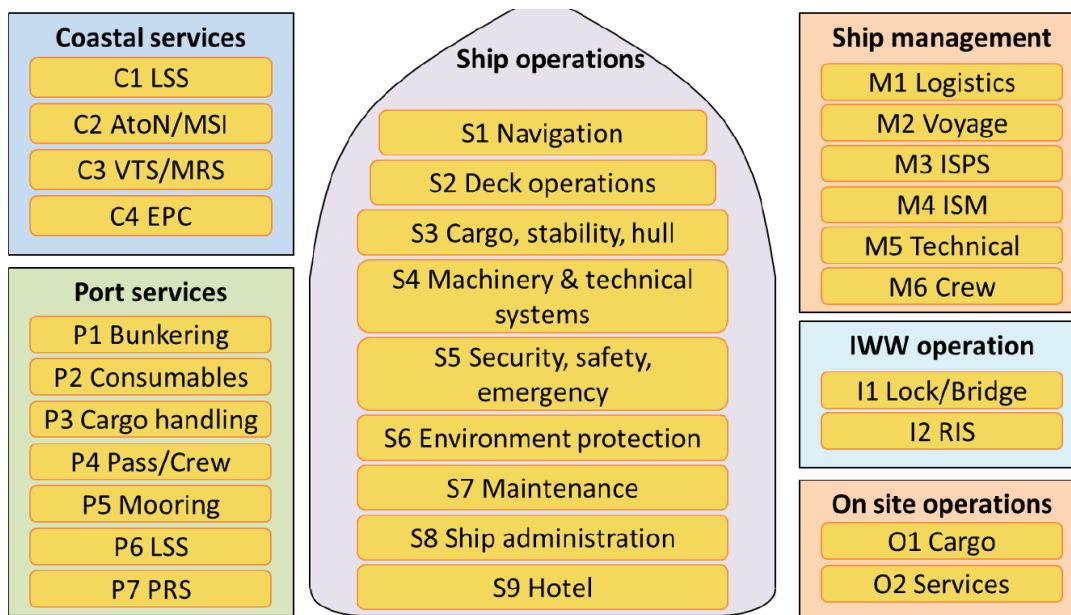 Coastal services
C1 LSS
C2 AtoN/MSI
C3 VTS/MRS
C4 EPC
Port services
P1 Bunkering
P2 Consumables
P3 Cargo handling
P4 Pass/Crew
P5 Mooring
P6 LSS
P7 PRS
Ship operations
S1 Navigation
S2 Deck operations
S3 Cargo, stability, hull
S4 Machinery & technical
systems
S5 Security, safety,
emergency
S6 Environment protection
S7 Maintenance
S8 Ship administration
S9 Hotel
Ship management
M1 Logistics
M2 Voyage
M3 ISPS
M4 ISM
M5 Technical
M6 Crew
IWW operation
I1 Lock/Bridge
I2 RIS
On site operations
O1 Cargo
O2 Services